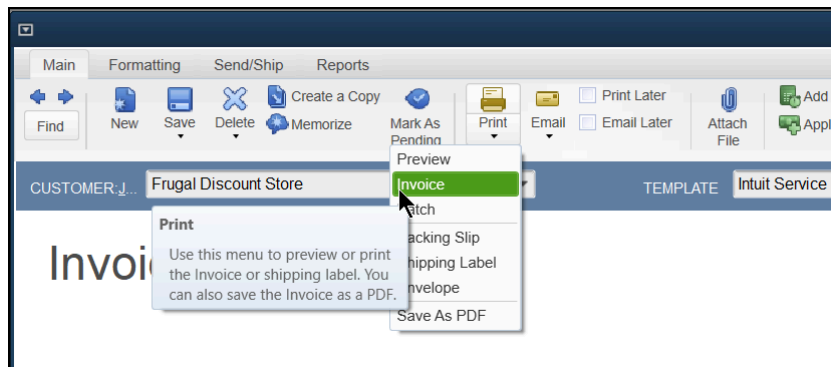 Main Formatting Send/Ship Reports
Create a Copy Print Later Add
Find New Save Delete Memorize Mark As Pending Print Email Email Later Attach File Appl
Preview
CUSTOMER:J... Frugal Discount Store Invoice TEMPLATE Intuit Service
atch
Print
acking Slip
Invoi Use this menu to preview or print
the Invoice or shipping label. You hipping Label
can also save the Invoice as a PDF. nvelope
Save As PDF